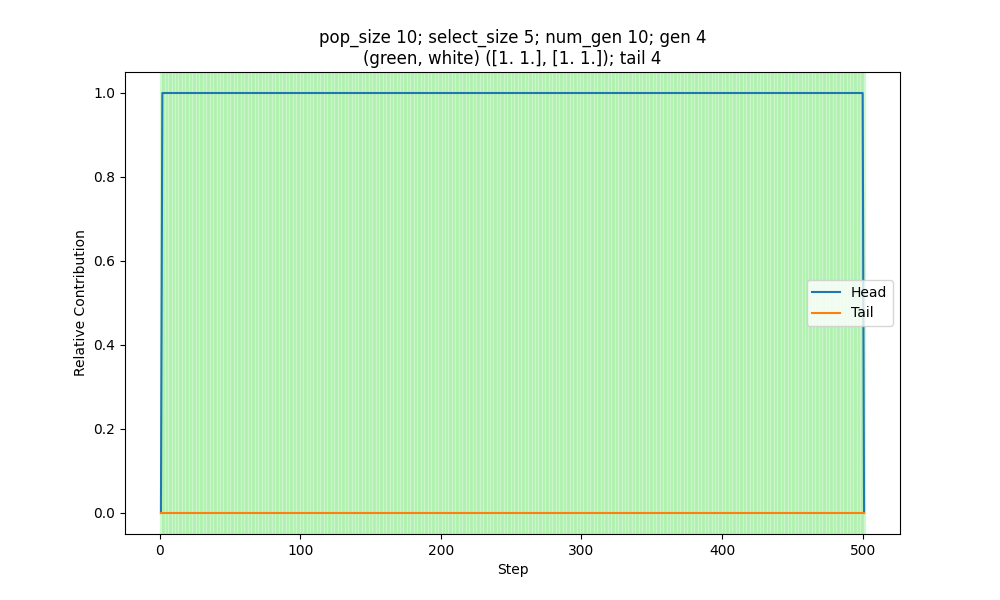 pop_size 10; select_size 5; num_gen 10; gen 4
(green, white) ([1. 1.], [1. 1.]); tail 4
1.0
0.8
0.6
0.4
0.2
0.0
Relative Contribution
Head
Tail
0 100 200 300 400 500
Step